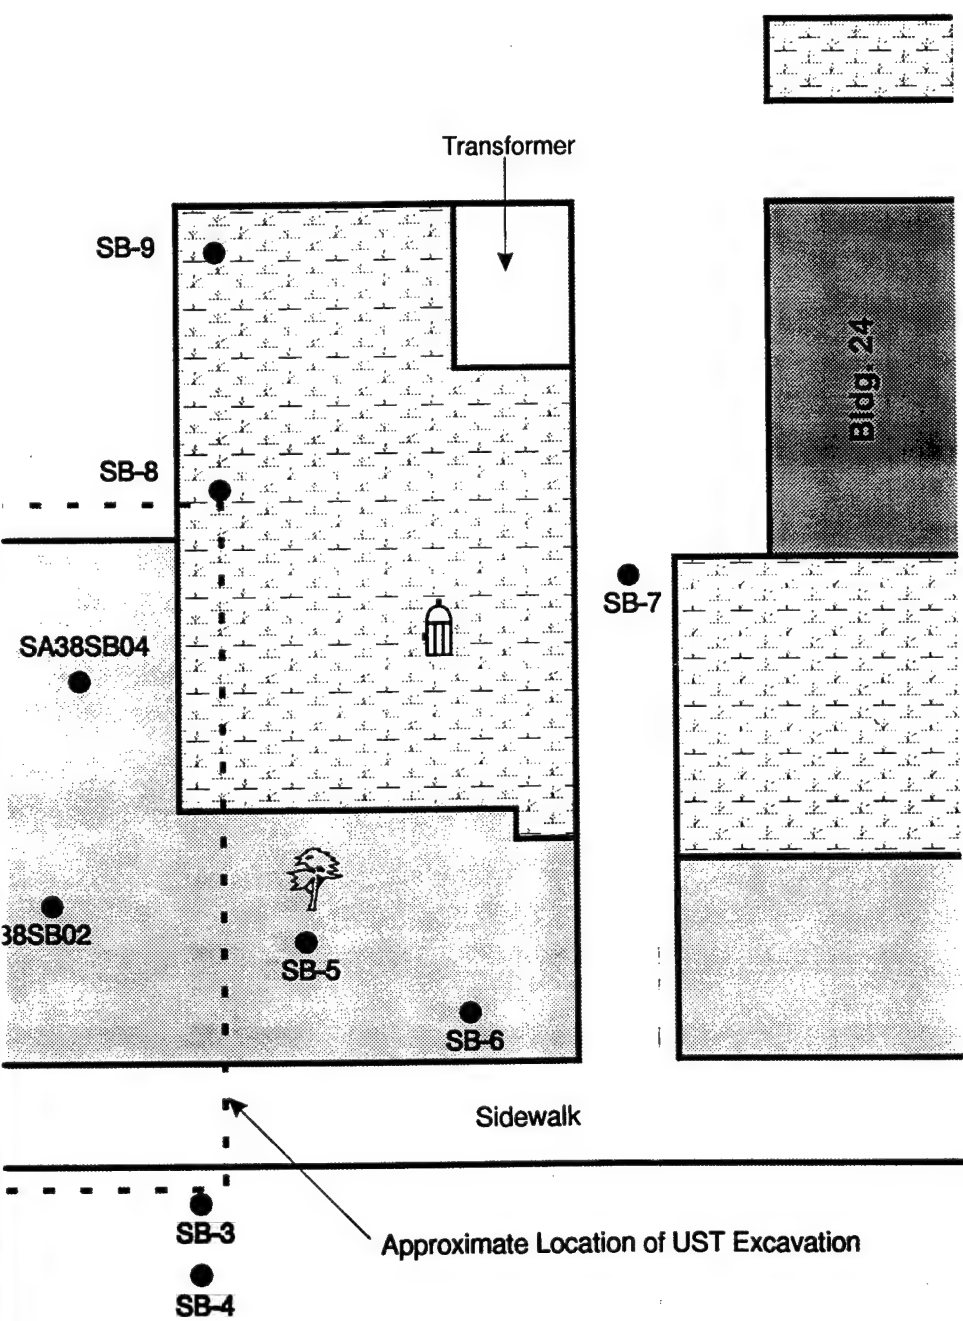 Transformer
SB-9
Bldg. 24
SB-8
SB-7
SA38SB04
38SB02
SB-5
SB-6
Sidewalk
SB-3
Approximate Location of UST Excavation
SB-4